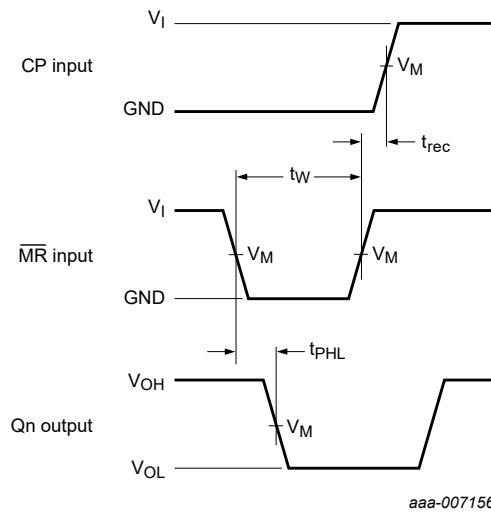 V_I
CP input
V_M
GND
t_rec
t_W
V_I
MR input
V_M
V_M
GND
t_PHL
V_OH
Qn output
V_M
V_OL
aaa-007156